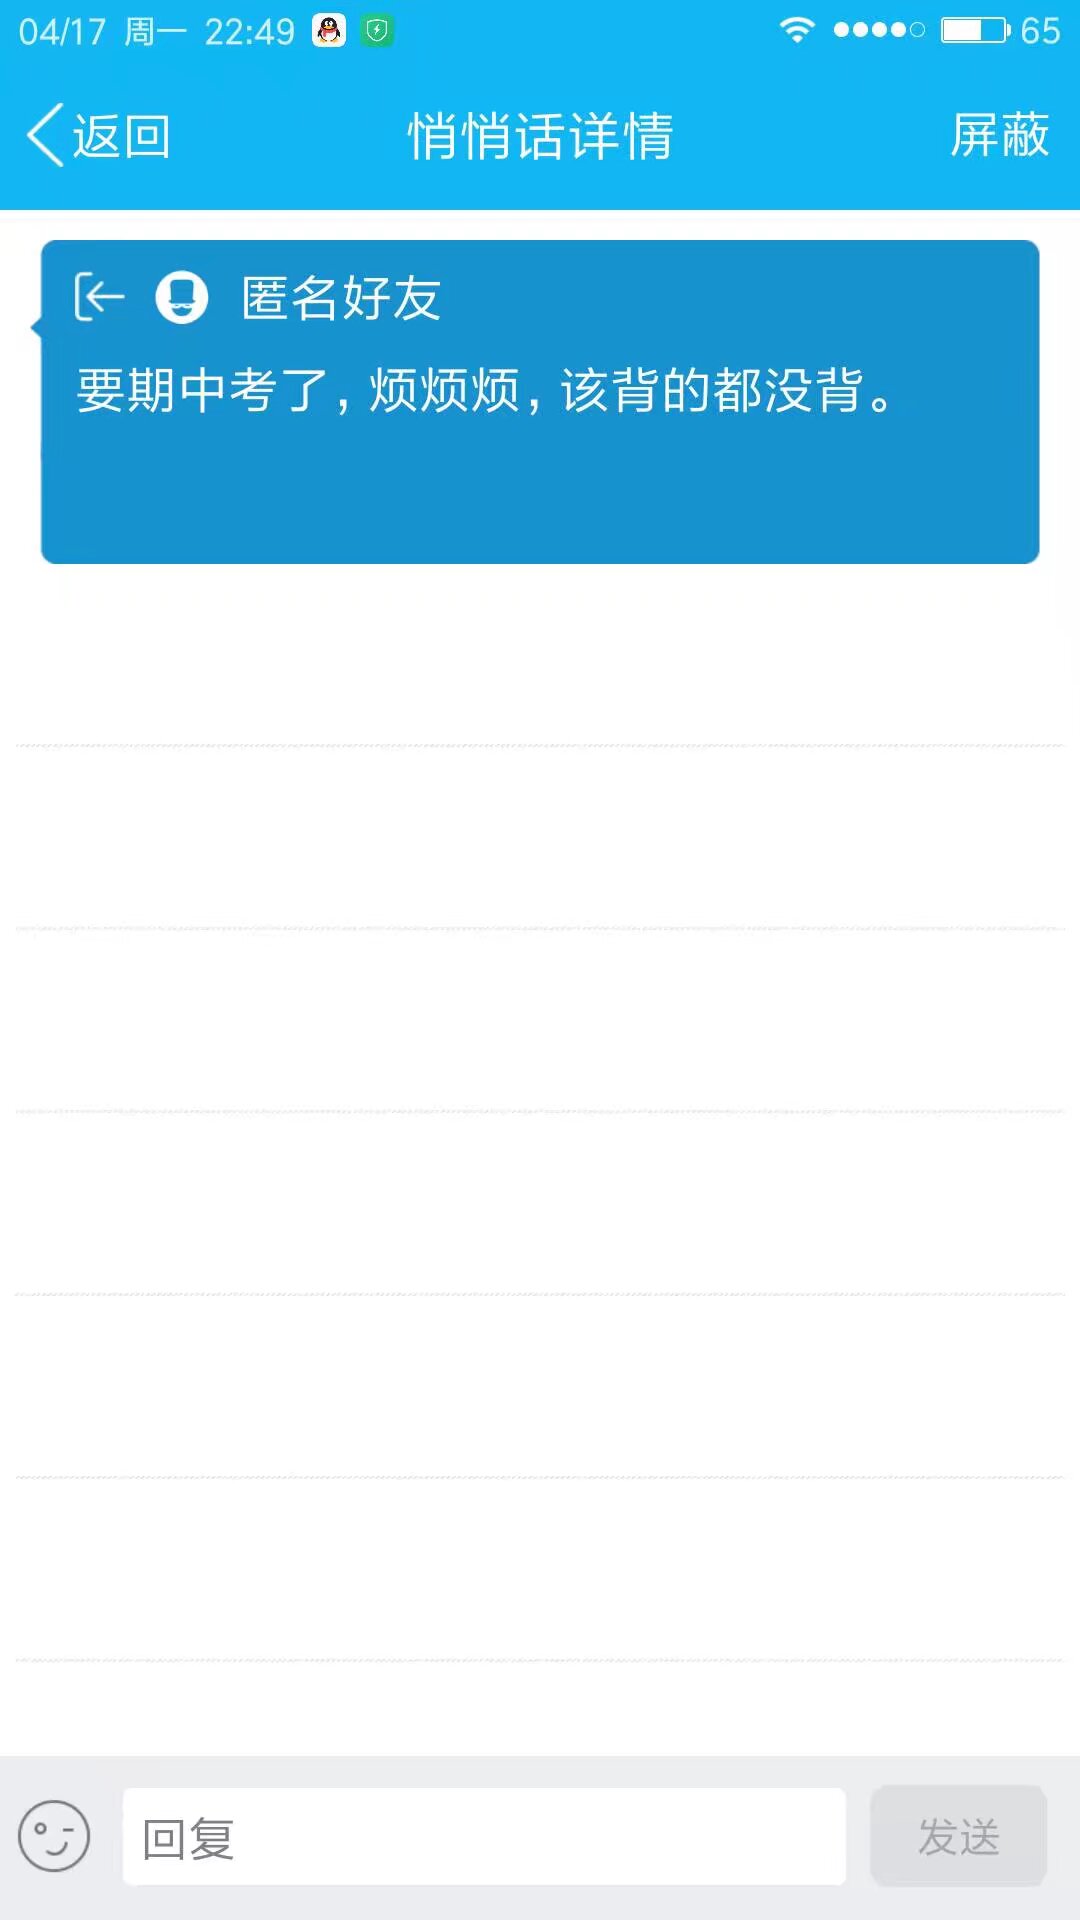 04/17 周一 22:49 65
返回 悄悄话详情 屏蔽
匿名好友
要期中考了，烦烦烦，该背的都没背。
回复 发送